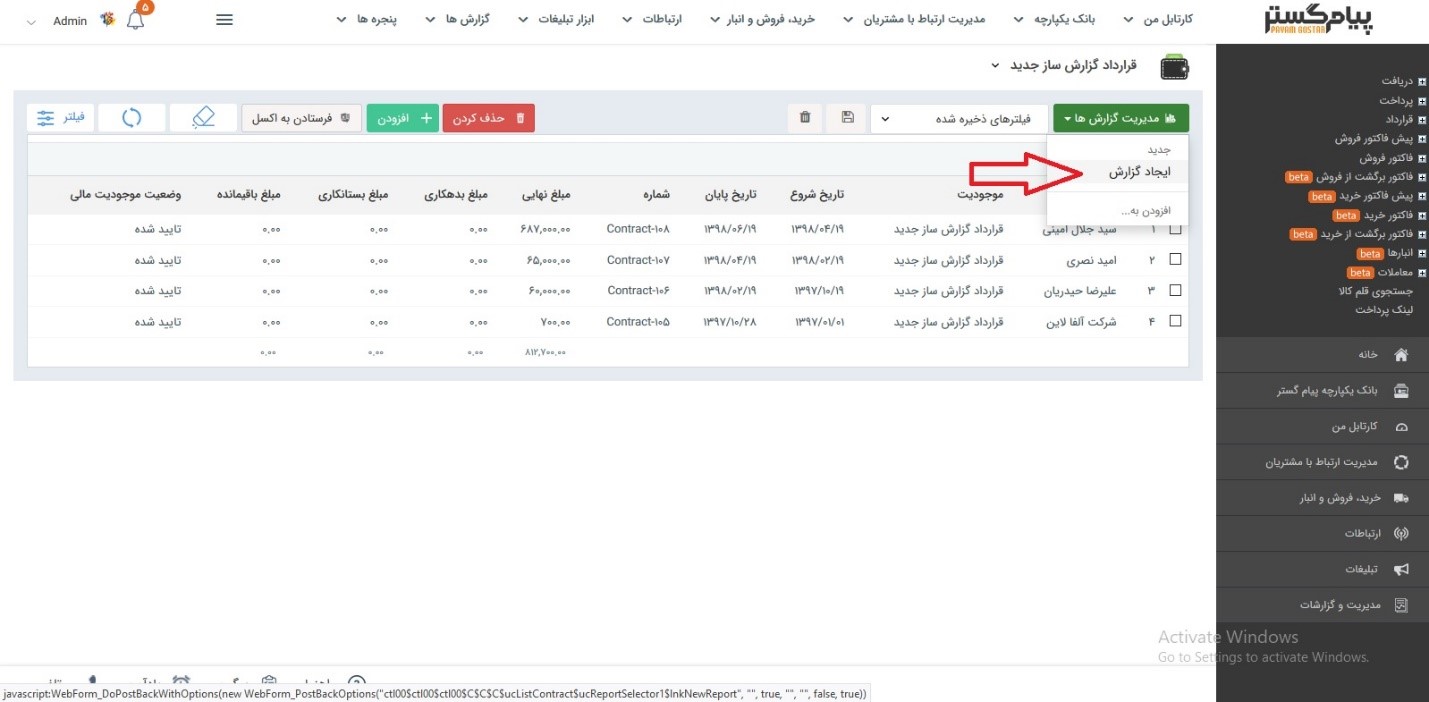 پیام گستر
PAYAM GOSTAR
کارتابل من
بانک یکپارچه
مدیریت ارتباط با مشتریان
خرید، فروش و انبار
ارتباطات
ابزار تبلیغات
گزارش ها
پنجره ها
۵
Admin
قرارداد گزارش ساز جدید
مدیریت گزارش ها
فیلترهای ذخیره شده
حذف کردن
افزودن
فرستادن به اکسل
فیلتر
جدید
ایجاد گزارش
افزودن به...
موجودیت تاریخ شروع تاریخ پایان شماره مبلغ نهایی مبلغ بدهکاری مبلغ بستانکاری مبلغ باقیمانده وضعیت موجودیت مالی
۱ سید جلال امینی قرارداد گزارش ساز جدید ۱۳۹۸/۰۴/۱۹ ۱۳۹۸/۰۶/۱۹ Contract-۱۰۸ ۶۸۷,۰۰۰.۰۰ ۰.۰۰ ۰.۰۰ ۰.۰۰ تایید شده
۲ امید نصری قرارداد گزارش ساز جدید ۱۳۹۸/۰۲/۱۹ ۱۳۹۸/۰۴/۱۹ Contract-۱۰۷ ۶۵,۰۰۰.۰۰ ۰.۰۰ ۰.۰۰ ۰.۰۰ تایید شده
۳ علیرضا حیدریان قرارداد گزارش ساز جدید ۱۳۹۷/۱۰/۱۹ ۱۳۹۸/۰۲/۱۹ Contract-۱۰۶ ۶۰,۰۰۰.۰۰ ۰.۰۰ ۰.۰۰ ۰.۰۰ تایید شده
۴ شرکت آلفا لاین قرارداد گزارش ساز جدید ۱۳۹۷/۰۱/۰۱ ۱۳۹۷/۱۰/۲۸ Contract-۱۰۵ ۷۰۰.۰۰ ۰.۰۰ ۰.۰۰ ۰.۰۰ تایید شده
۸۱۲,۷۰۰.۰۰ ۰.۰۰ ۰.۰۰ ۰.۰۰
دریافت
پرداخت
قرارداد
پیش فاکتور فروش
فاکتور فروش
فاکتور برگشت از فروش beta
پیش فاکتور خرید beta
فاکتور خرید beta
فاکتور برگشت از خرید beta
انبارها beta
معاملات beta
جستجوی قلم کالا
لینک پرداخت
خانه
بانک یکپارچه پیام گستر
کارتابل من
مدیریت ارتباط با مشتریان
خرید، فروش و انبار
ارتباطات
تبلیغات
مدیریت و گزارشات
Activate Windows
Go to Settings to activate Windows.
javascript:WebForm_DoPostBackWithOptions(new WebForm_PostBackOptions("ctl00$ctl00$ctl00$C$C$C$ucListContract$ucReportSelector1$lnkNewReport", "", true, "", "", false, true))